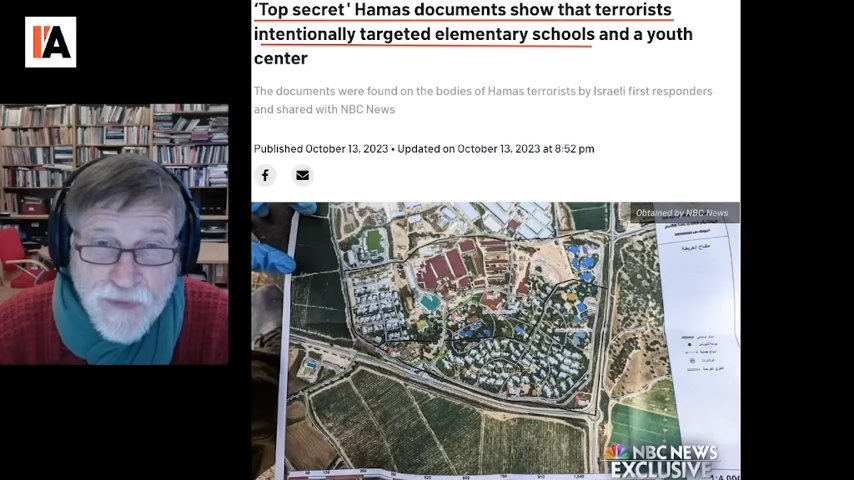 IA
‘Top secret' Hamas documents show that terrorists
intentionally targeted elementary schools and a youth
center
The documents were found on the bodies of Hamas terrorists by Israeli first responders
and shared with NBC News
Published October 13, 2023 • Updated on October 13, 2023 at 8:52 pm
f
Obtained by NBC News
مفتاح الخريطة
NBC NEWS
EXCLUSIVE